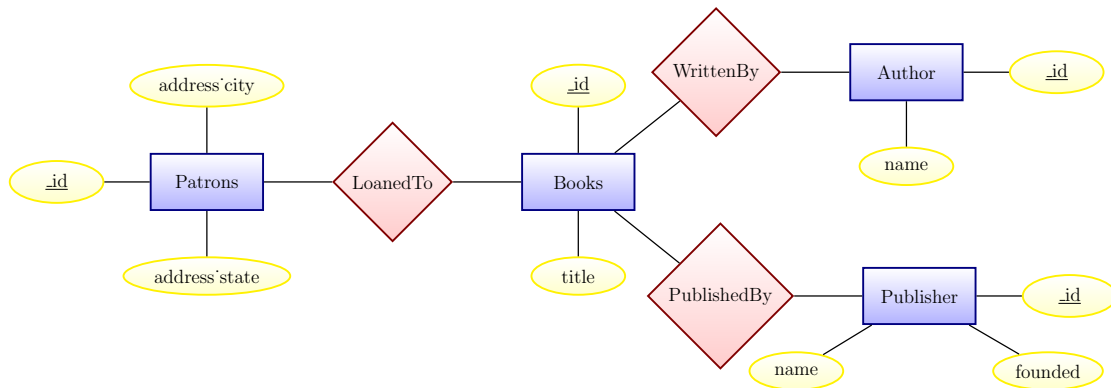 address˙city
_id
Patrons
address˙state
LoanedTo
_id
Books
title
WrittenBy
Author
_id
name
PublishedBy
Publisher
_id
name
founded